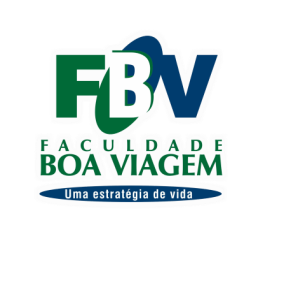 FBV
FACULDADE
BOA VIAGEM
Uma estratégia de vida